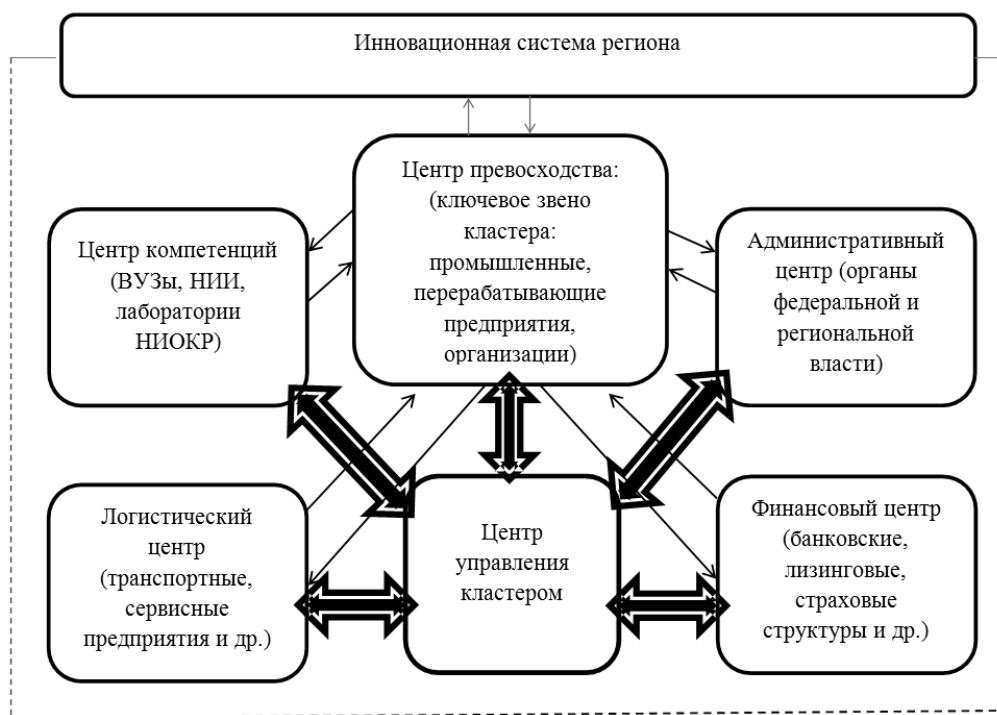 Инновационная система региона
Центр превосходства:
(ключевое звено
кластера:
промышленные,
перерабатывающие
предприятия,
организации)
Центр компетенций
(ВУЗы, НИИ,
лаборатории
НИОКР)
Административный
центр (органы
федеральной и
региональной
власти)
Логистический
центр
(транспортные,
сервисные
предприятия и др.)
Центр
управления
кластером
Финансовый центр
(банковские,
лизинговые,
страховые
структуры и др.)